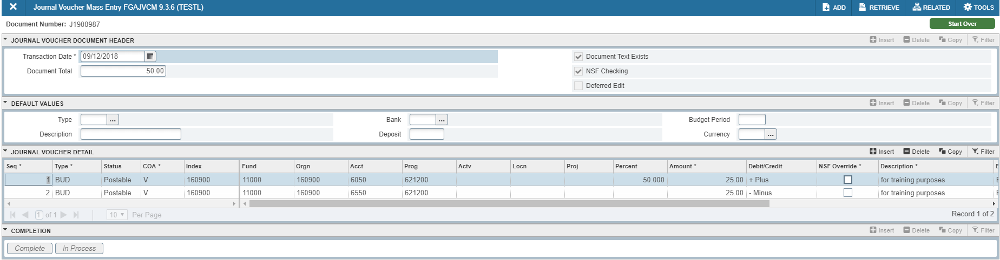 Journal Voucher Mass Entry FGAJVCM 9.3.6 (TESTL) ADD RETRIEVE RELATED TOOLS
Document Number: J1900987 Start Over
JOURNAL VOUCHER DOCUMENT HEADER Insert Delete Copy Filter
Transaction Date * 09/12/2018 Document Text Exists
Document Total 50.00 NSF Checking
Deferred Edit
DEFAULT VALUES Insert Delete Copy Filter
Type ... Bank ... Budget Period
Description Deposit Currency ...
JOURNAL VOUCHER DETAIL Insert Delete Copy Filter
Seq * Type * Status COA * Index Fund Orgn Acct Prog Actv Locn Proj Percent Amount * Debit/Credit NSF Override * Description *
1 BUD Postable V 160900 11000 160900 6050 621200 50.000 25.00 + Plus for training purposes
2 BUD Postable V 160900 11000 160900 6550 621200 25.00 - Minus for training purposes
1 of 1 10 Per Page Record 1 of 2
COMPLETION Insert Delete Copy Filter
Complete In Process